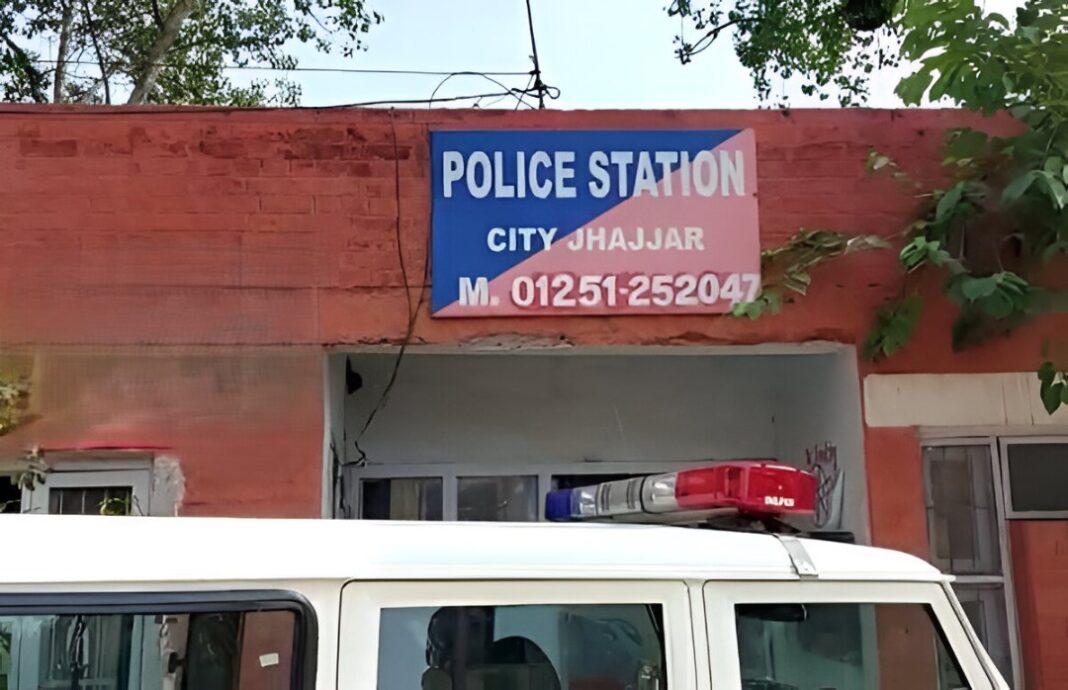 POLICE STATION
CITY JHAJJAR
M. 01251-252047